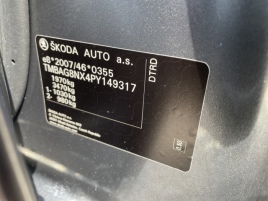 ŠKODA AUTO a.s.
e8*2007/46*0355
TMBAG8NX4PY149317
1970kg
3470kg
1- 1030kg
2- 980kg
DTRD